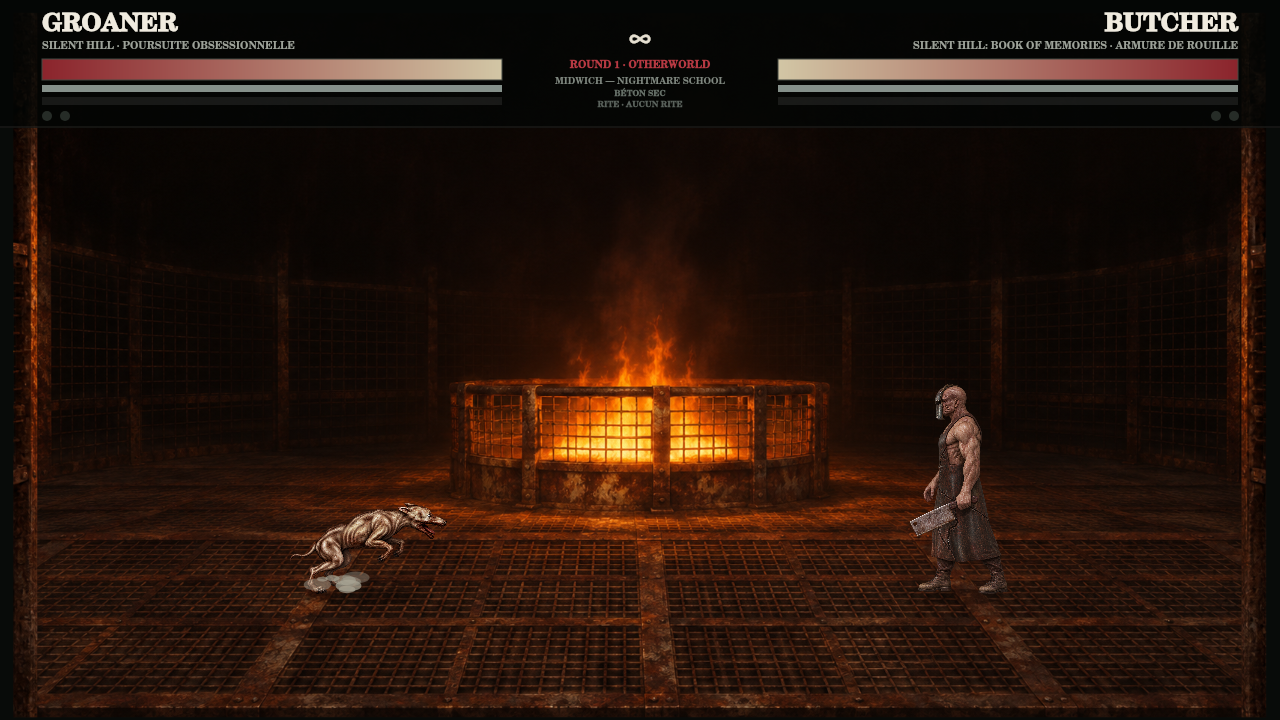 GROANER
SILENT HILL · POURSUITE OBSESSIONNELLE
∞
ROUND 1 · OTHERWORLD
MIDWICH — NIGHTMARE SCHOOL
BÉTON SEC
RITE · AUCUN RITE
BUTCHER
SILENT HILL: BOOK OF MEMORIES · ARMURE DE ROUILLE